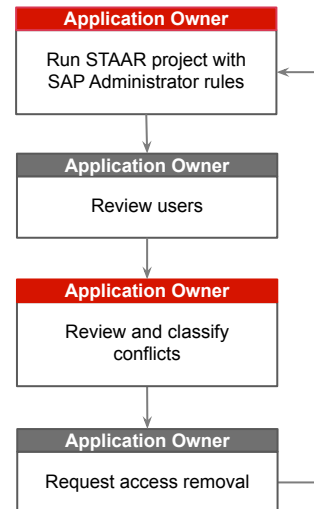 Application Owner
Run STAAR project with
SAP Administrator rules
Application Owner
Review users
Application Owner
Review and classify
conflicts
Application Owner
Request access removal